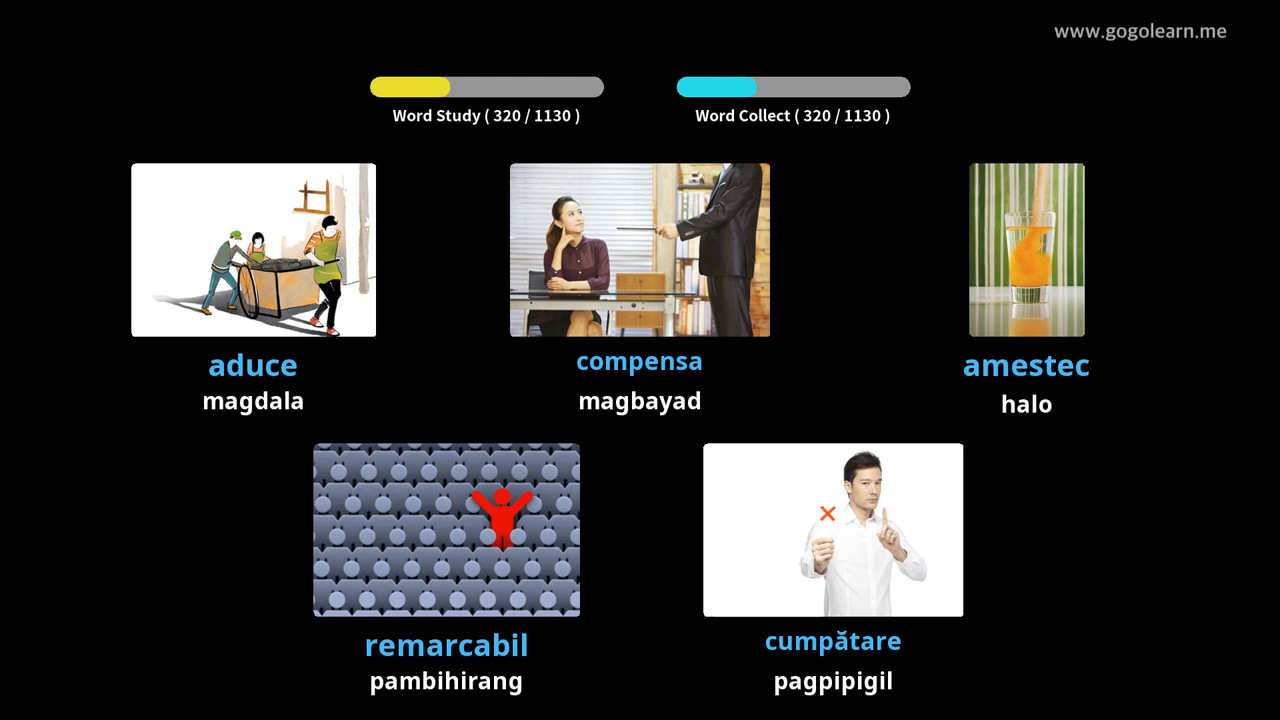 www.gogolearn.me
Word Study ( 320 / 1130 )
Word Collect ( 320 / 1130 )
aduce
magdala
compensa
magbayad
amestec
halo
remarcabil
pambihirang
cumpătare
pagpipigil